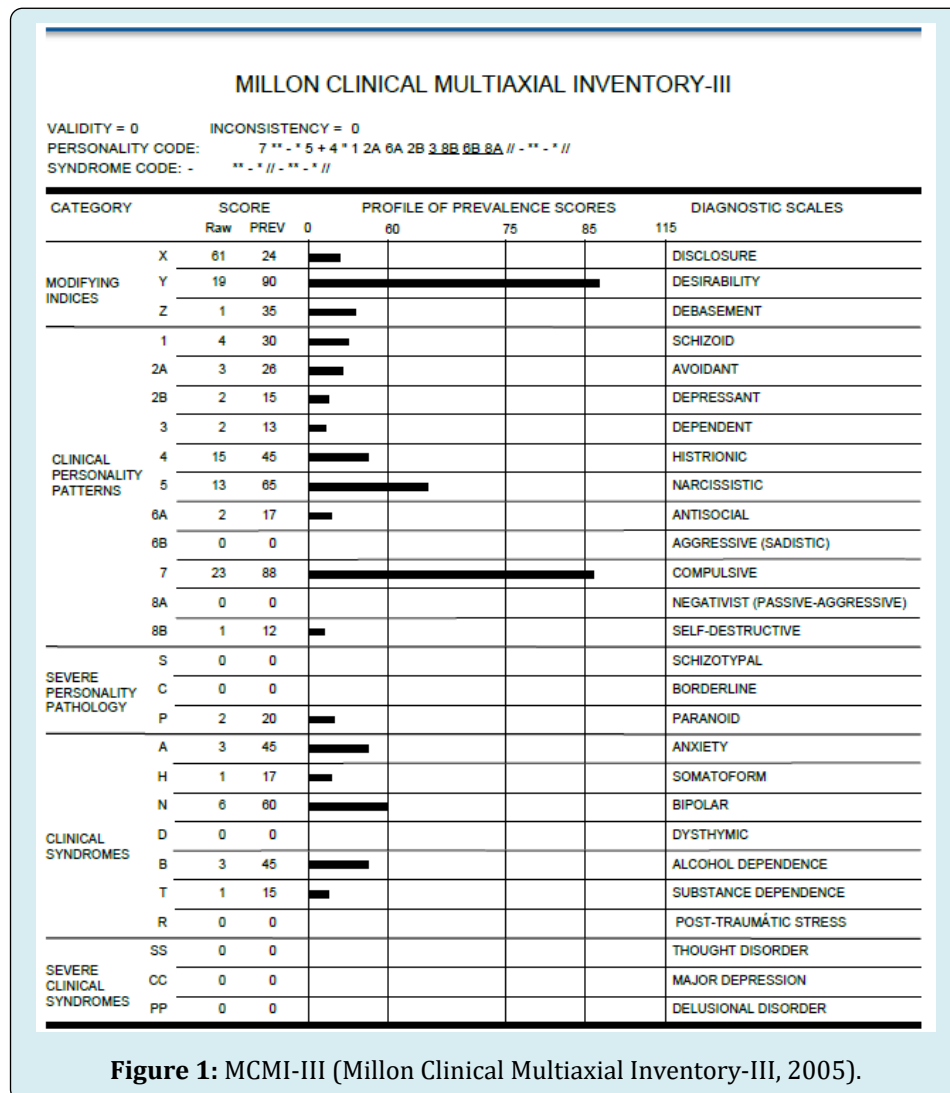 MILLON CLINICAL MULTIAXIAL INVENTORY-III
VALIDITY = 0 INCONSISTENCY = 0
PERSONALITY CODE: 7 ** - * 5 + 4 " 1 2A 6A 2B 3 8B 6B 8A // - ** - * //
SYNDROME CODE: - ** - * // - ** - * //
CATEGORY SCORE PROFILE OF PREVALENCE SCORES DIAGNOSTIC SCALES
Raw PREV 0 60 75 85 115
MODIFYING INDICES
X 61 24 DISCLOSURE
Y 19 90 DESIRABILITY
Z 1 35 DEBASEMENT
CLINICAL PERSONALITY PATTERNS
1 4 30 SCHIZOID
2A 3 26 AVOIDANT
2B 2 15 DEPRESSANT
3 2 13 DEPENDENT
4 15 45 HISTRIONIC
5 13 65 NARCISSISTIC
6A 2 17 ANTISOCIAL
6B 0 0 AGGRESSIVE (SADISTIC)
7 23 88 COMPULSIVE
8A 0 0 NEGATIVIST (PASSIVE-AGGRESSIVE)
8B 1 12 SELF-DESTRUCTIVE
SEVERE PERSONALITY PATHOLOGY
S 0 0 SCHIZOTYPAL
C 0 0 BORDERLINE
P 2 20 PARANOID
CLINICAL SYNDROMES
A 3 45 ANXIETY
H 1 17 SOMATOFORM
N 6 60 BIPOLAR
D 0 0 DYSTHYMIC
B 3 45 ALCOHOL DEPENDENCE
T 1 15 SUBSTANCE DEPENDENCE
R 0 0 POST-TRAUMÁTIC STRESS
SEVERE CLINICAL SYNDROMES
SS 0 0 THOUGHT DISORDER
CC 0 0 MAJOR DEPRESSION
PP 0 0 DELUSIONAL DISORDER
Figure 1: MCMI-III (Millon Clinical Multiaxial Inventory-III, 2005).